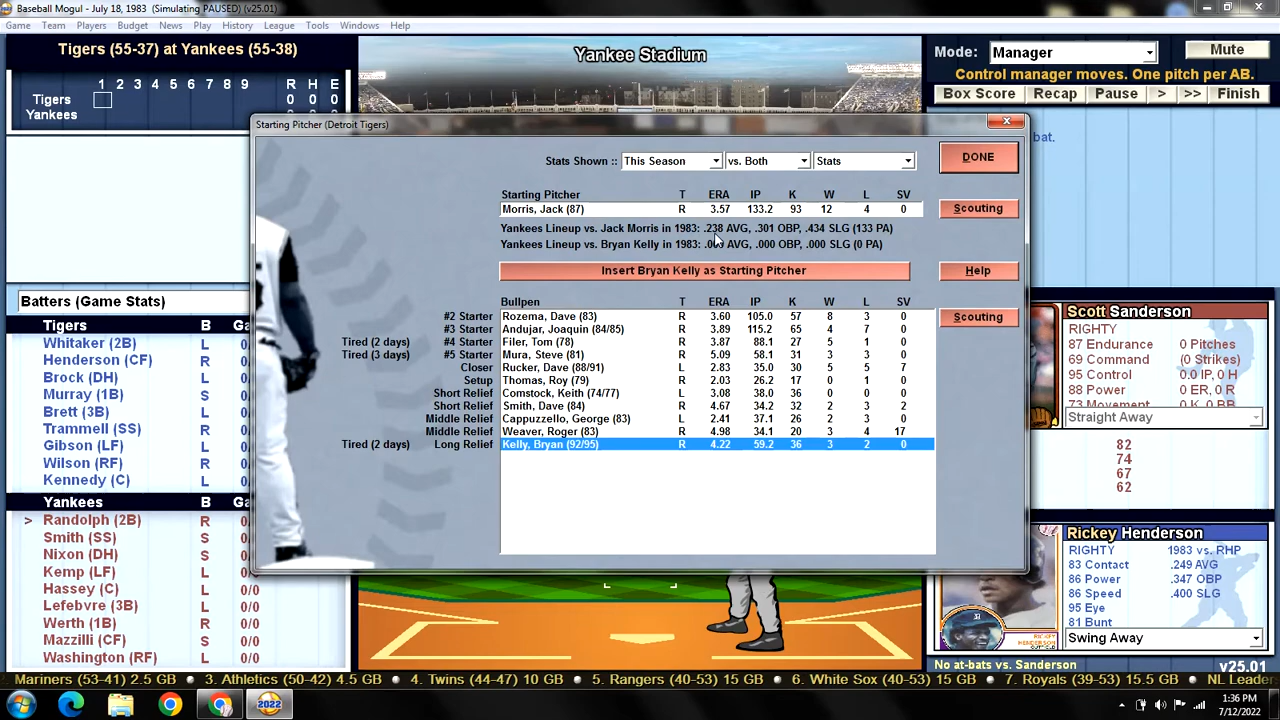 Baseball Mogul - July 18, 1983 (Simulating PAUSED) (v25.01)
Game Team Players Budget News Play History League Tools Windows Help
Tigers (55-37) at Yankees (55-38)
1 2 3 4 5 6 7 8 9 R H E
Tigers 0 0 0
Yankees 0 0 0
Yankee Stadium
Mode: Manager Mute
Control manager moves. One pitch per AB.
Box Score Recap Pause > >> Finish
bat.
Starting Pitcher (Detroit Tigers)
Stats Shown :: This Season vs. Both Stats DONE
Starting Pitcher T ERA IP K W L SV
Morris, Jack (87) R 3.57 133.2 93 12 4 0 Scouting
Yankees Lineup vs. Jack Morris in 1983: .238 AVG, .301 OBP, .434 SLG (133 PA)
Yankees Lineup vs. Bryan Kelly in 1983: AVG, .000 OBP, .000 SLG (0 PA)
Insert Bryan Kelly as Starting Pitcher Help
Bullpen T ERA IP K W L SV
#2 Starter Rozema, Dave (83) R 3.60 105.0 57 8 3 0 Scouting
#3 Starter Andujar, Joaquin (84/85) R 3.89 115.2 65 4 7 0
Tired (2 days) #4 Starter Filer, Tom (78) R 3.87 88.1 27 5 1 0
Tired (3 days) #5 Starter Mura, Steve (81) R 5.09 58.1 31 3 3 0
Closer Rucker, Dave (88/91) L 2.83 35.0 30 5 5 7
Setup Thomas, Roy (79) R 2.03 26.2 17 0 1 0
Short Relief Comstock, Keith (74/77) L 3.08 38.0 36 0 0 0
Short Relief Smith, Dave (84) R 4.67 34.2 32 2 3 2
Middle Relief Cappuzzello, George (83) L 2.41 37.1 26 2 3 0
Middle Relief Weaver, Roger (83) R 4.98 34.1 20 3 4 17
Tired (2 days) Long Relief Kelly, Bryan (92/95) R 4.22 59.2 36 3 2 0
Batters (Game Stats)
Tigers B Ga
Whitaker (2B) L
Henderson (CF) R
Brock (DH) L
Murray (1B) S
Brett (3B) L
Trammell (SS) R
Gibson (LF) L
Wilson (RF) R
Kennedy (C) L
Yankees B Ga
> Randolph (2B) R 0/0
Smith (SS) S 0/0
Nixon (DH) S 0/0
Kemp (LF) L 0/0
Hassey (C) L 0/0
Lefebvre (3B) L 0/0
Werth (1B) R 0/0
Mazzilli (CF) S 0/0
Washington (RF) L 0/0
Scott Sanderson
RIGHTY
87 Endurance 0 Pitches
69 Command (0 Strikes)
95 Control 0.0 IP, 0 H
88 Power 0 ER, 0 R
73 Movement 0 K, 0 BB
Straight Away
82
74
67
62
Rickey Henderson
RIGHTY 1983 vs. RHP
83 Contact .249 AVG
86 Power .347 OBP
86 Speed .400 SLG
95 Eye
81 Bunt
Swing Away
No at-bats vs. Sanderson v25.01
. Mariners (53-41) 2.5 GB 3. Athletics (50-42) 4.5 GB 4. Twins (44-47) 10 GB 5. Rangers (40-53) 15 GB 6. White Sox (40-53) 15 GB 7. Royals (39-53) 15.5 GB NL Leader
2022
1:36 PM
7/12/2022